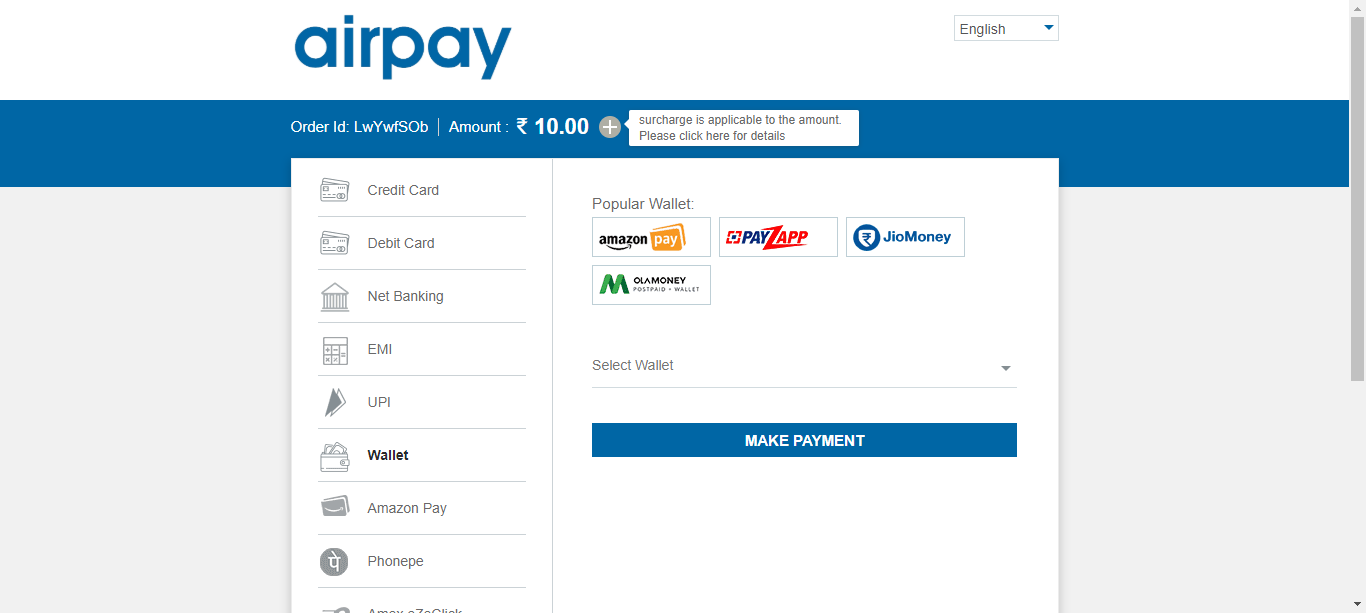 airpay
English
Order Id: LwYwfSOb
Amount : ₹ 10.00
surcharge is applicable to the amount.
Please click here for details
Credit Card
Debit Card
Net Banking
EMI
UPI
Wallet
Amazon Pay
Phonepe
Amex eZeClick
Popular Wallet:
amazon pay
PAYZAPP
JioMoney
OLAMONEY
POSTPAID + WALLET
Select Wallet
MAKE PAYMENT